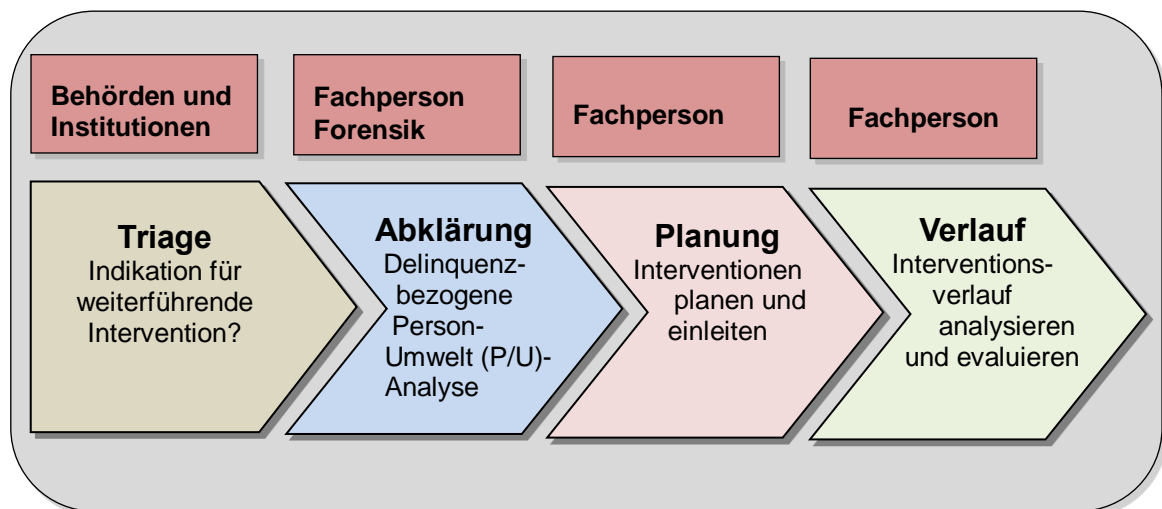 Behörden und
Institutionen
Fachperson
Forensik
Fachperson
Fachperson
Triage
Indikation für
weiterführende
Intervention?
Abklärung
Delinquenz-
bezogene
Person-
Umwelt (P/U)-
Analyse
Planung
Interventionen
planen und
einleiten
Verlauf
Interventions-
verlauf
analysieren
und evaluieren